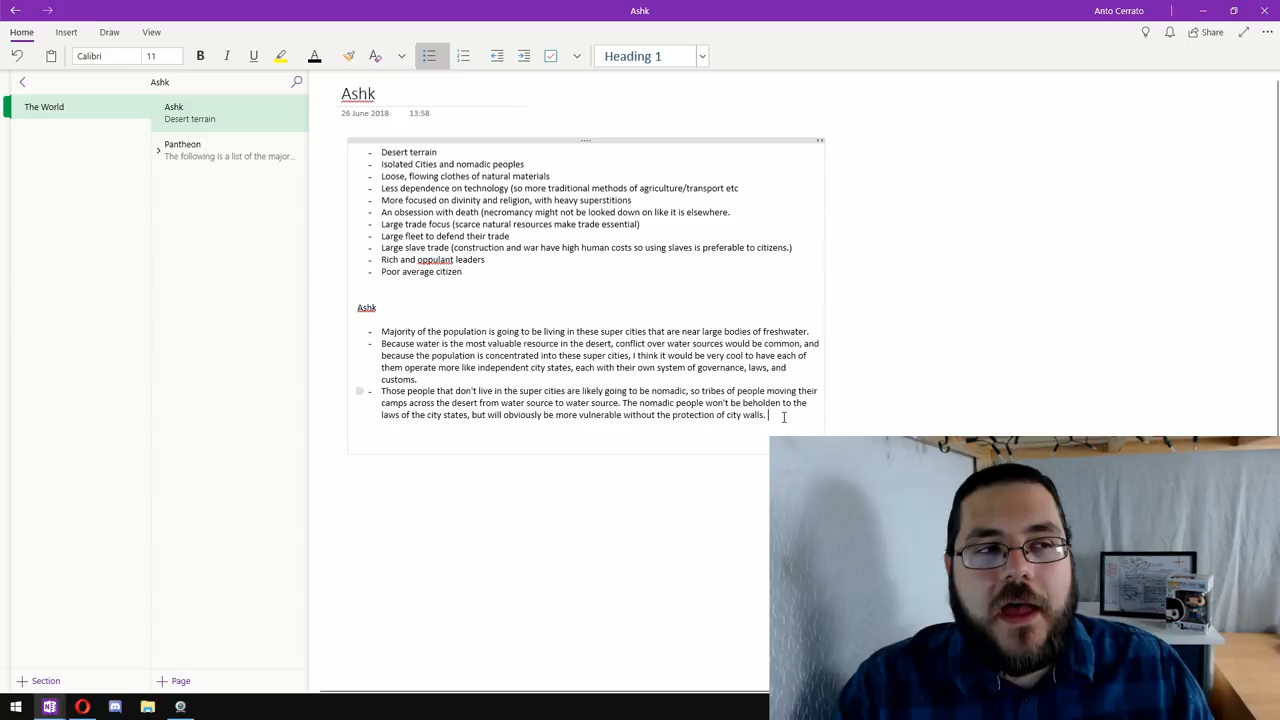 Ashk
Anto Cerrato
Home
Insert
Draw
View
Share
Calibri
11
B
I
U
A
Heading 1
Ashk
The World
Ashk
Desert terrain
Pantheon
The following is a list of the major...
Ashk
26 June 2018
13:58
- Desert terrain
- Isolated Cities and nomadic peoples
- Loose, flowing clothes of natural materials
- Less dependence on technology (so more traditional methods of agriculture/transport etc
- More focused on divinity and religion, with heavy superstitions
- An obsession with death (necromancy might not be looked down on like it is elsewhere.
- Large trade focus (scarce natural resources make trade essential)
- Large fleet to defend their trade
- Large slave trade (construction and war have high human costs so using slaves is preferable to citizens.)
- Rich and oppulant leaders
- Poor average citizen
Ashk
- Majority of the population is going to be living in these super cities that are near large bodies of freshwater.
- Because water is the most valuable resource in the desert, conflict over water sources would be common, and
because the population is concentrated into these super cities, I think it would be very cool to have each of
them operate more like independent city states, each with their own system of governance, laws, and
customs.
- Those people that don't live in the super cities are likely going to be nomadic, so tribes of people moving their
camps across the desert from water source to water source. The nomadic people won't be beholden to the
laws of the city states, but will obviously be more vulnerable without the protection of city walls.
+ Section
+ Page